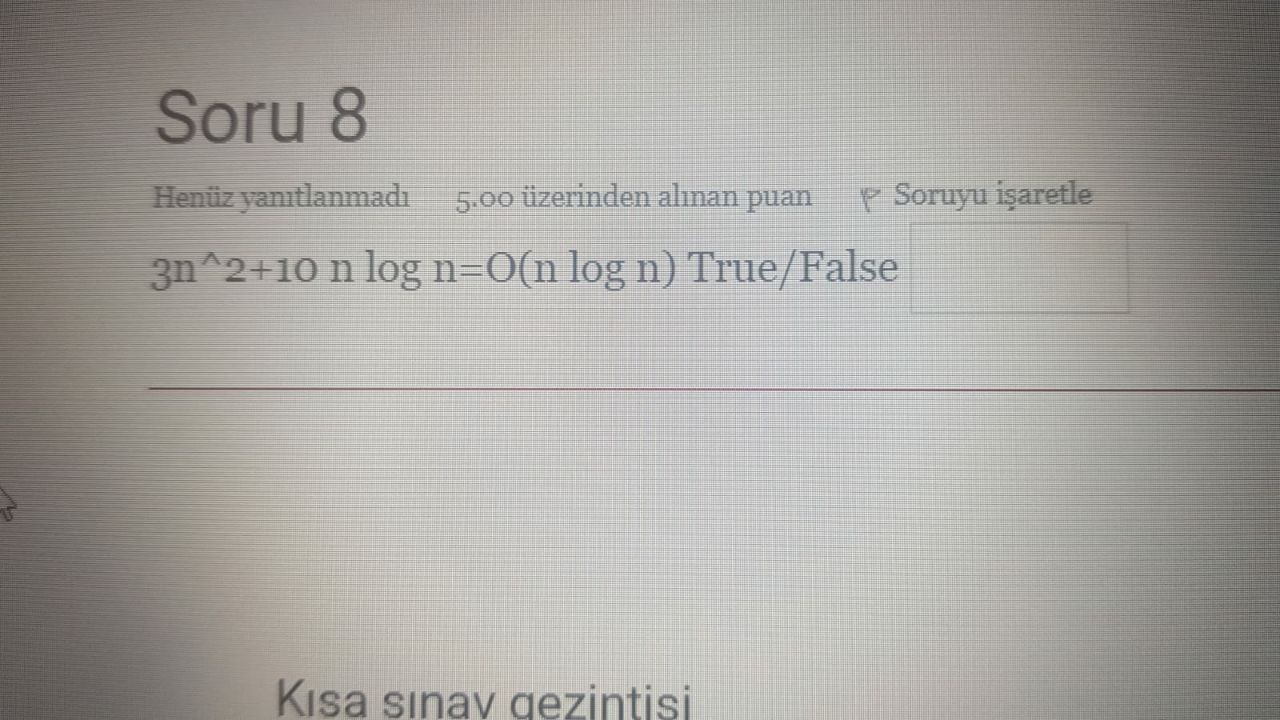 Soru 8
Henüz yanıtlanmadı 5.00 üzerinden alınan puan Soruyu işaretle
3n^2+10 n log n=O(n log n) True/False
Kısa sınav gezintisi